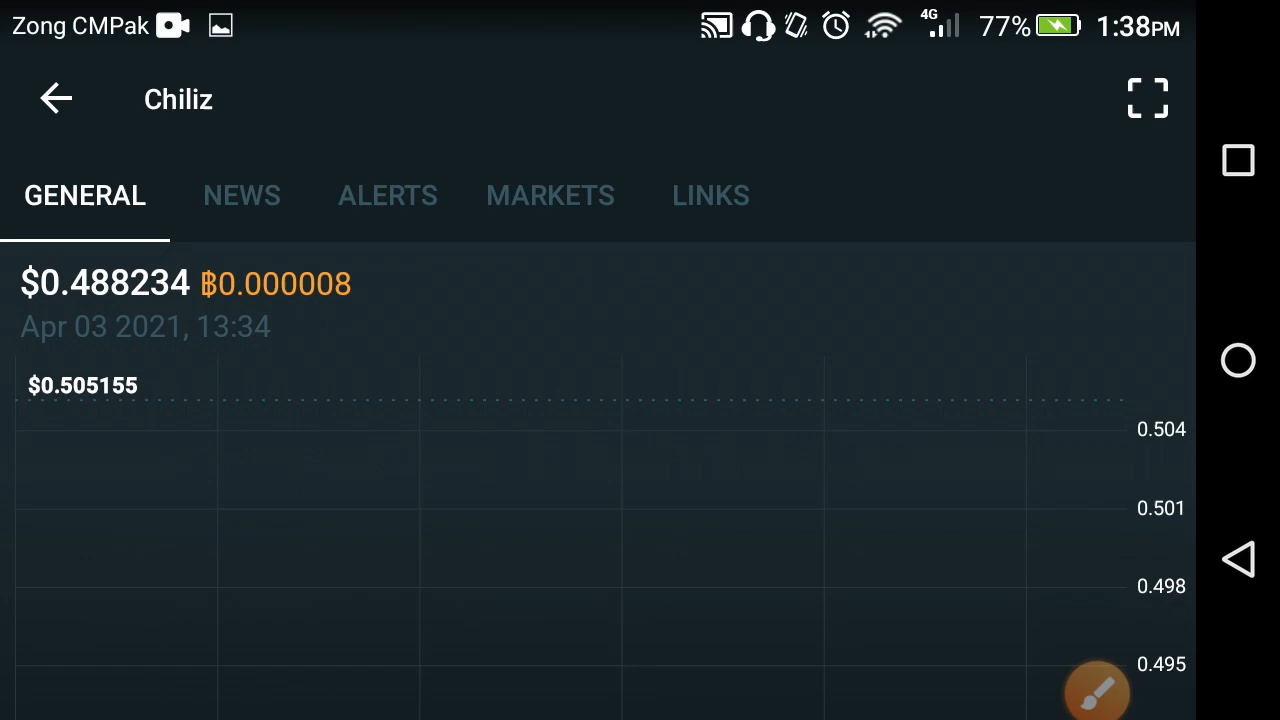 Zong CMPak 4G 77% 1:38PM
Chiliz
GENERAL NEWS ALERTS MARKETS LINKS
$0.488234 ฿0.000008
Apr 03 2021, 13:34
$0.505155
0.504
0.501
0.498
0.495